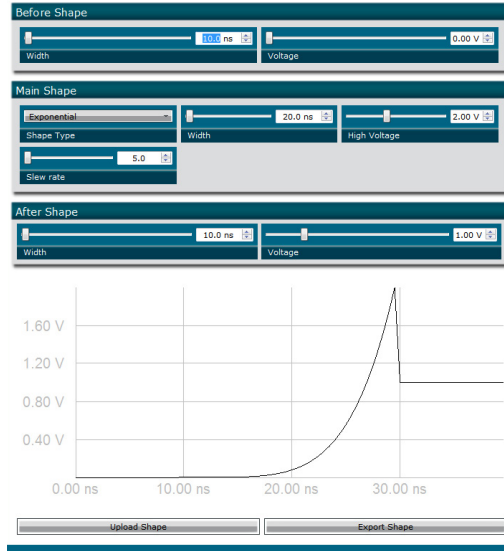 Before Shape
10.0 ns 0.00 V
Width Voltage
Main Shape
Exponential 20.0 ns 2.00 V
Shape Type Width High Voltage
5.0
Slew rate
After Shape
10.0 ns 1.00 V
Width Voltage
1.60 V
1.20 V
0.80 V
0.40 V
0.00 ns 10.00 ns 20.00 ns 30.00 ns
Upload Shape Export Shape